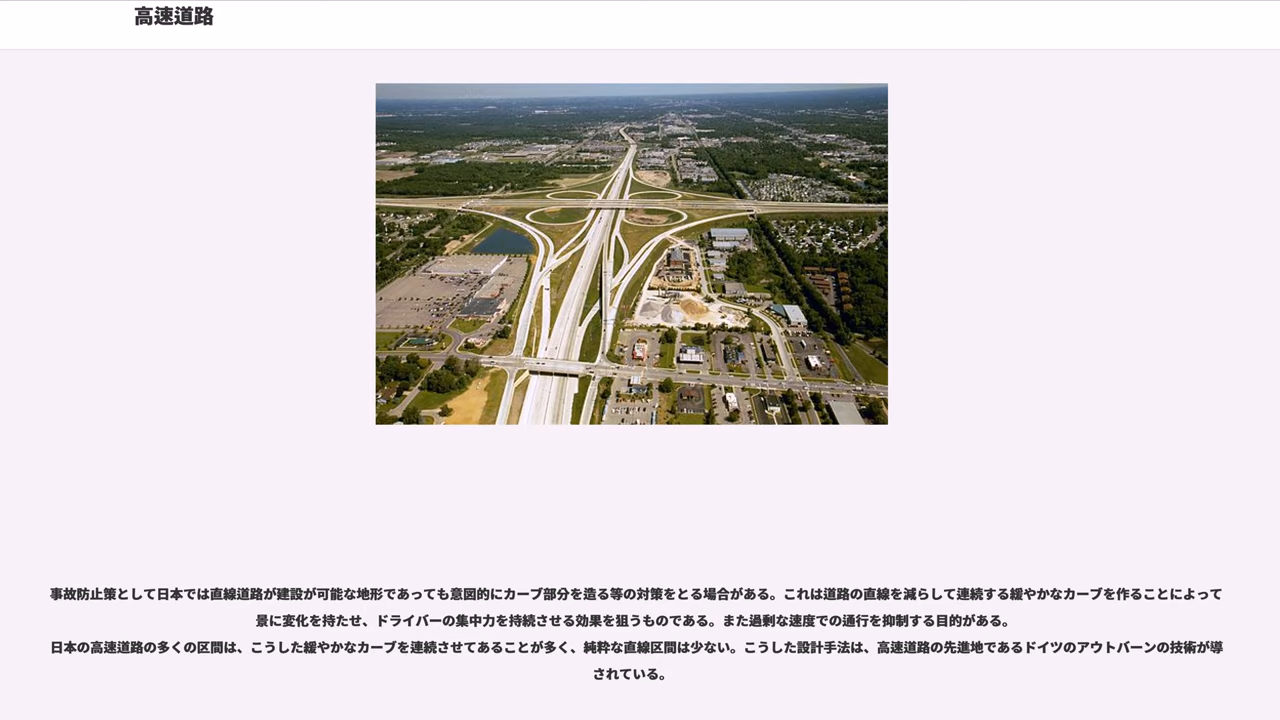 高速道路
事故防止策として日本では直線道路が建設が可能な地形であっても意図的にカーブ部分を造る等の対策をとる場合がある。これは道路の直線を減らして連続する緩やかなカーブを作ることによって
景に変化を持たせ、ドライバーの集中力を持続させる効果を狙うものである。また過剰な速度での通行を抑制する目的がある。
日本の高速道路の多くの区間は、こうした緩やかなカーブを連続させてあることが多く、純粋な直線区間は少ない。こうした設計手法は、高速道路の先進地であるドイツのアウトバーンの技術が導
されている。